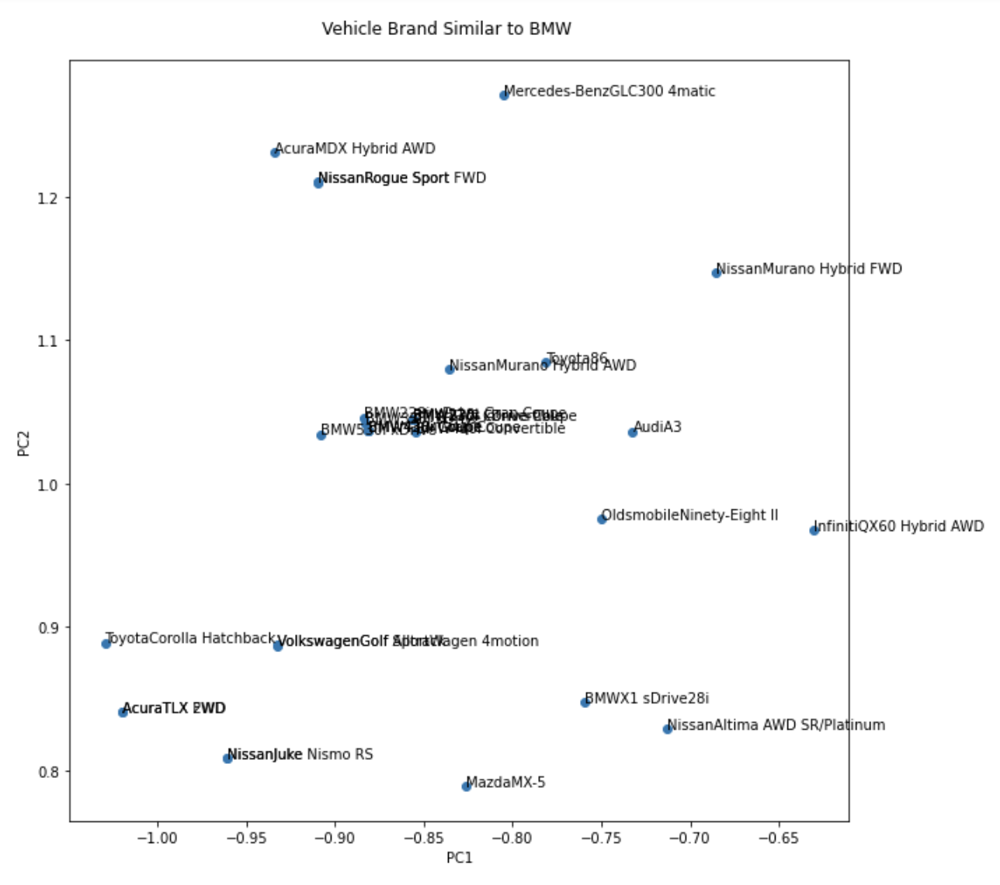 Vehicle Brand Similar to BMW
Mercedes-BenzGLC300 4matic
AcuraMDX Hybrid AWD
NissanRogue Sport FWD
1.2
NissanMurano Hybrid FWD
1.1
Toyota86
NissanMurano Hybrid AWD
Coupe
Convertible
AudiA3
PC2
1.0
OldsmobileNinety-Eight II
InfinitiQX60 Hybrid AWD
0.9
ToyotaCorolla Hatchback
VolkswagenGolf 4motion
BMWX1 sDrive28i
AcuraTLX
NissanAltima AWD SR/Platinum
NissanJuke Nismo RS
0.8
MazdaMX-5
−1.00 −0.95 −0.90 −0.85 −0.80 −0.75 −0.70 −0.65
PC1